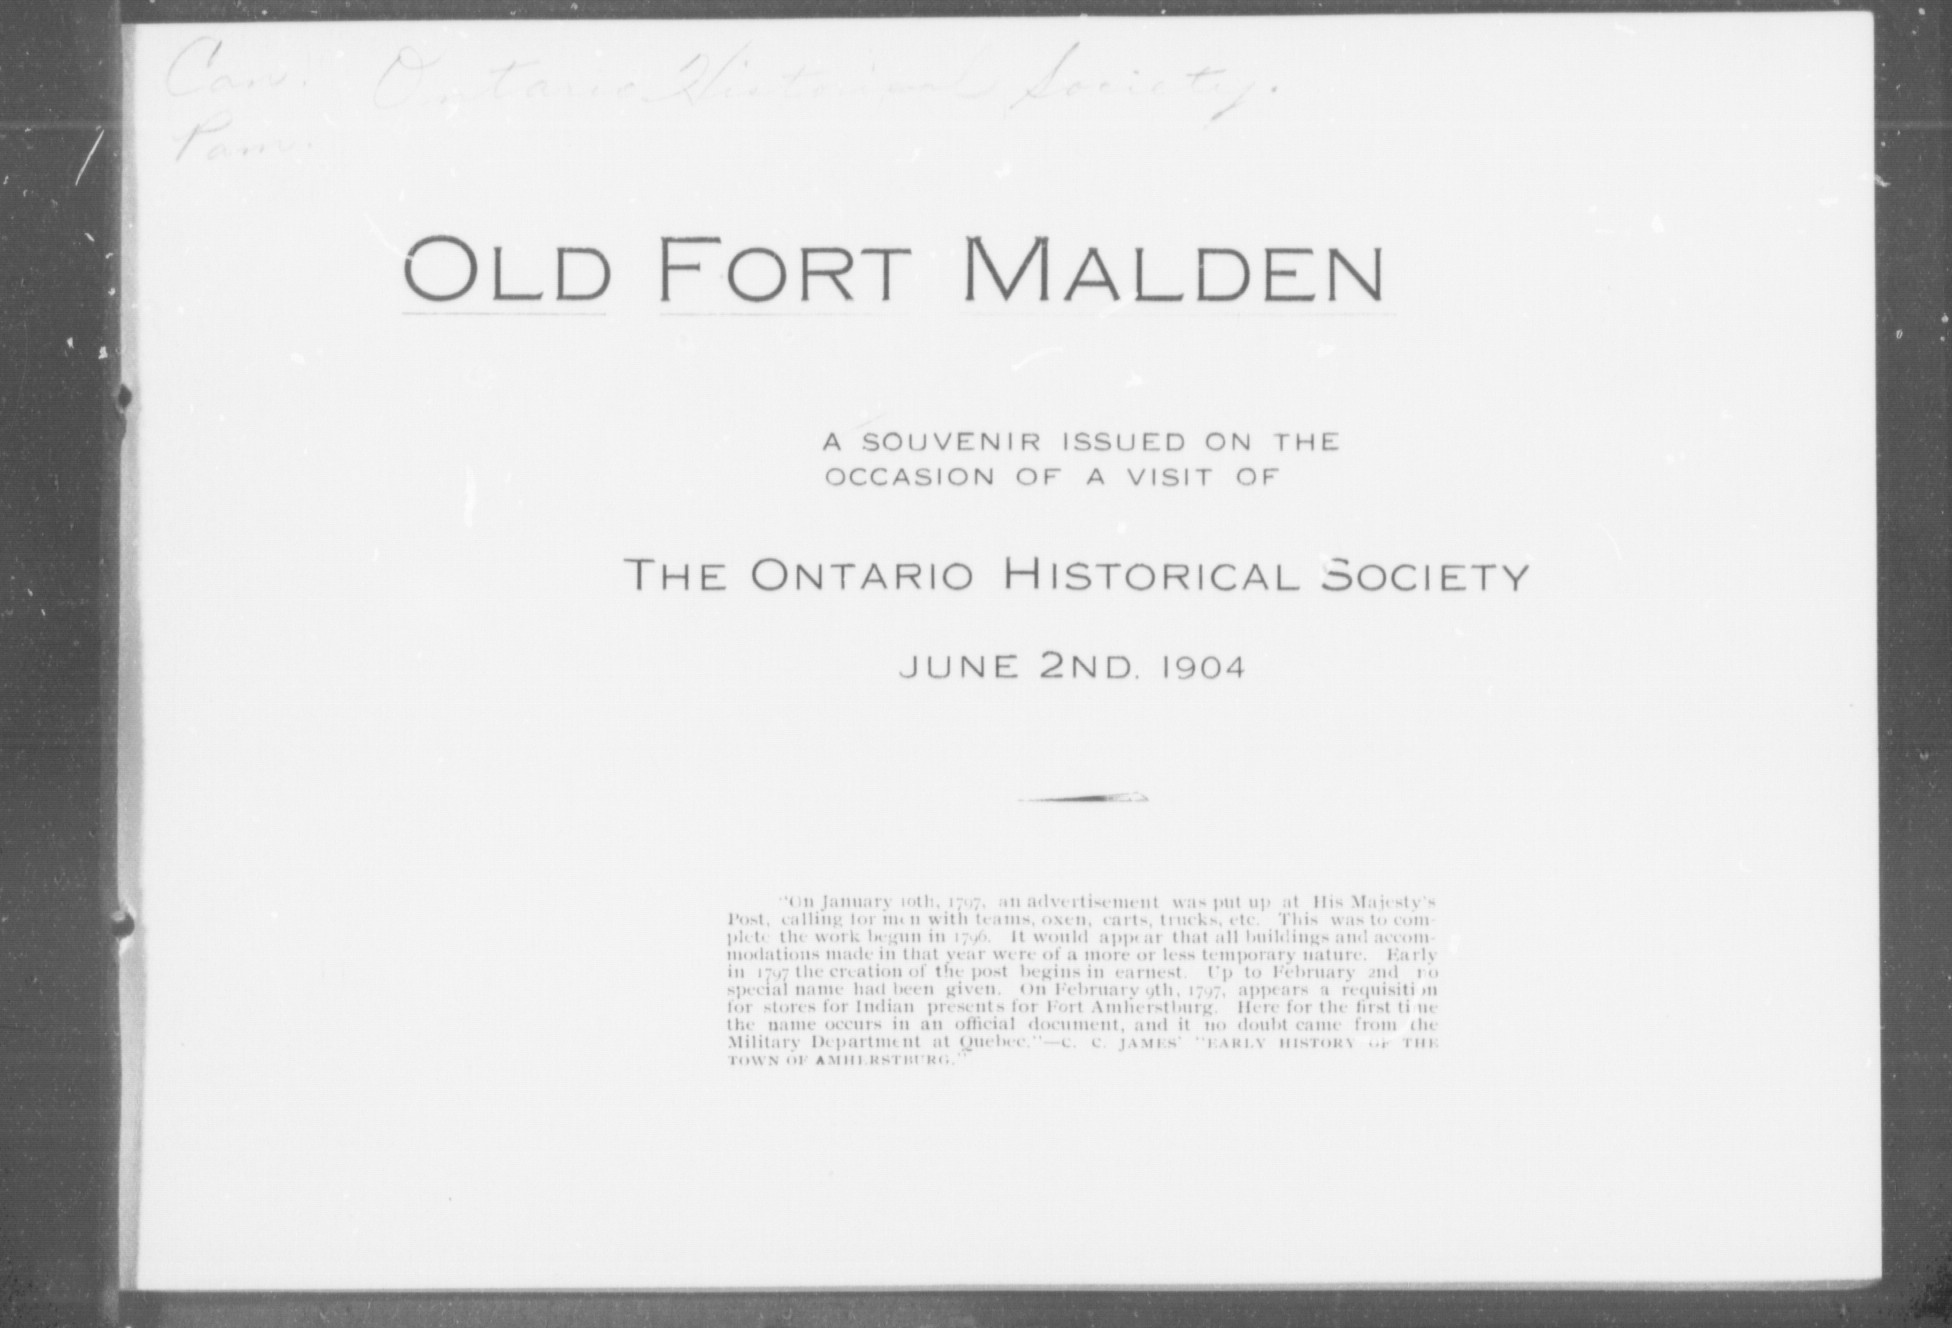 Can. Ontario Historical Society.
Pam.
OLD FORT MALDEN
A SOUVENIR ISSUED ON THE
OCCASION OF A VISIT OF
THE ONTARIO HISTORICAL SOCIETY
JUNE 2ND. 1904
"On January 10th, 1797, an advertisement was put up at His Majesty's
Post, calling for men with teams, oxen, carts, trucks, etc. This was to com-
plete the work begun in 1796. It would appear that all buildings and accom-
modations made in that year were of a more or less temporary nature. Early
in 1797 the creation of the post begins in earnest. Up to February 2nd no
special name had been given. On February 9th, 1797, appears a requisition
for stores for Indian presents for Fort Amherstburg. Here for the first time
the name occurs in an official document, and it no doubt came from the
Military Department at Quebec."—C. C. JAMES' "EARLY HISTORY OF THE
TOWN OF AMHERSTBURG."